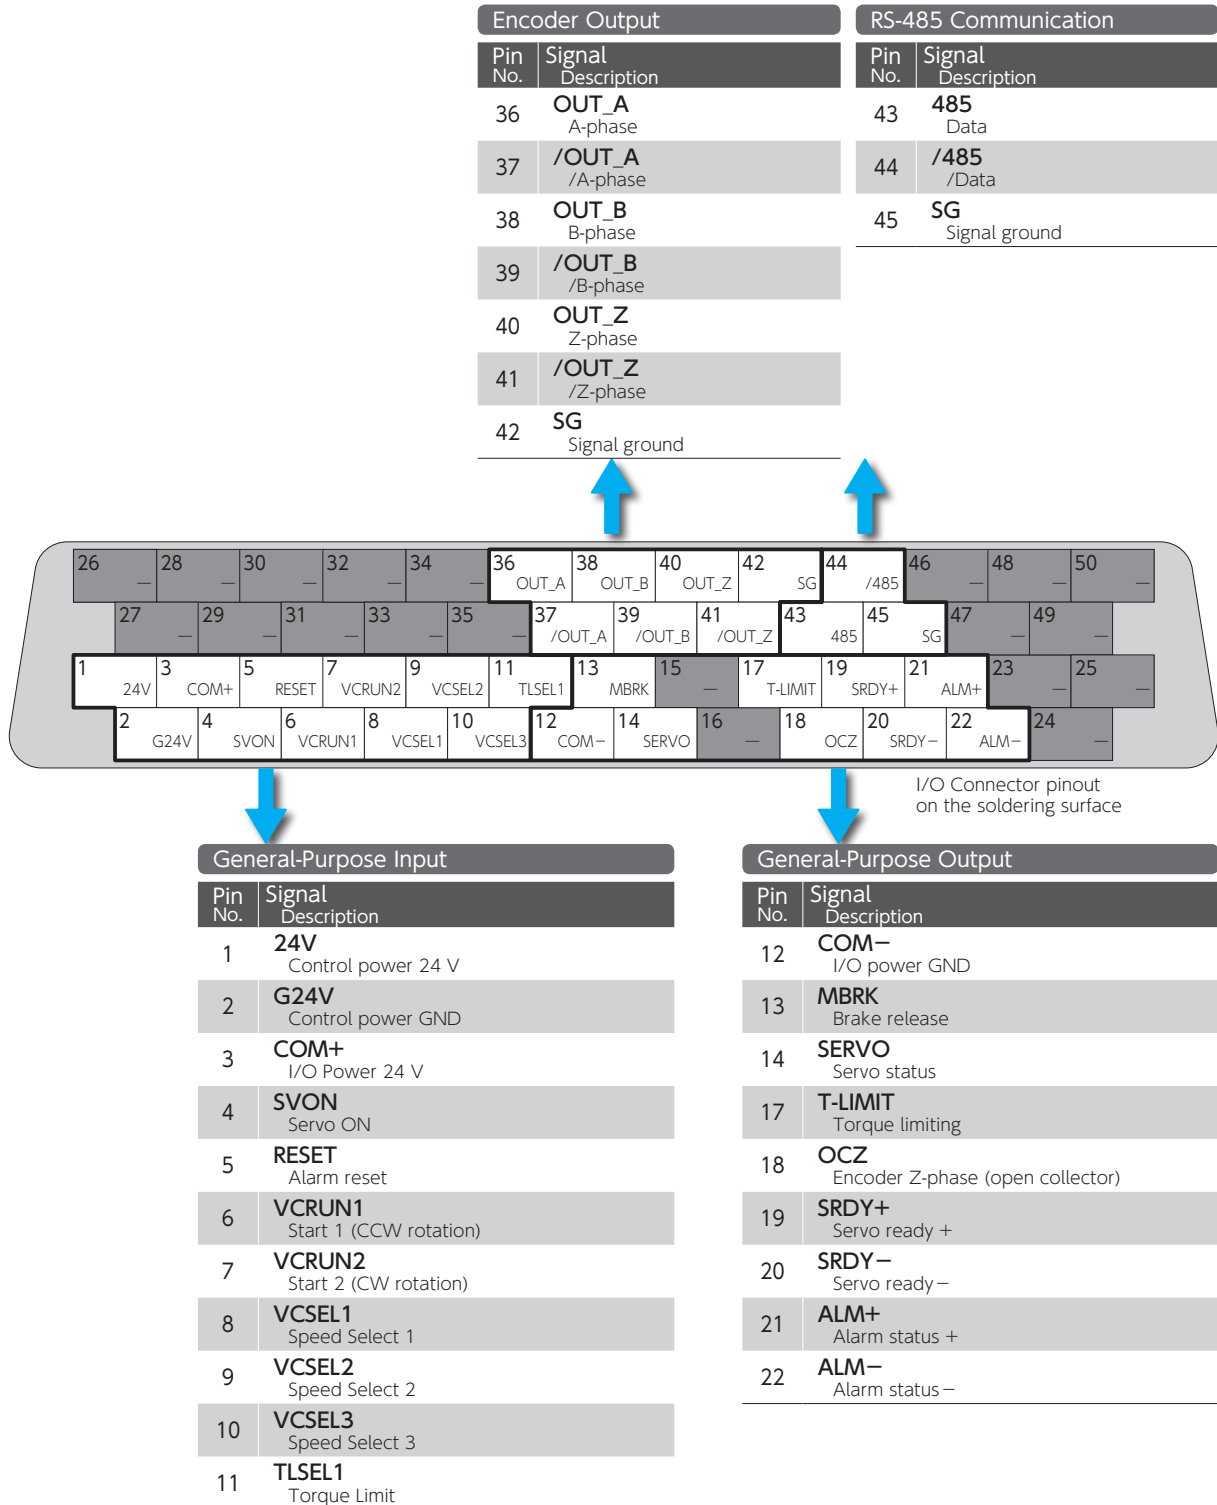 Encoder Output
Pin No. Signal Description
36 OUT_A
A-phase
37 /OUT_A
/A-phase
38 OUT_B
B-phase
39 /OUT_B
/B-phase
40 OUT_Z
Z-phase
41 /OUT_Z
/Z-phase
42 SG
Signal ground
RS-485 Communication
Pin No. Signal Description
43 485
Data
44 /485
/Data
45 SG
Signal ground
26 — 28 — 30 — 32 — 34 — 36 OUT_A 38 OUT_B 40 OUT_Z 42 SG 44 /485 46 — 48 — 50 —
27 — 29 — 31 — 33 — 35 — 37 /OUT_A 39 /OUT_B 41 /OUT_Z 43 485 45 SG 47 — 49 —
1 24V 3 COM+ 5 RESET 7 VCRUN2 9 VCSEL2 11 TLSEL1 13 MBRK 15 — 17 T-LIMIT 19 SRDY+ 21 ALM+ 23 — 25 —
2 G24V 4 SVON 6 VCRUN1 8 VCSEL1 10 VCSEL3 12 COM− 14 SERVO 16 — 18 OCZ 20 SRDY− 22 ALM− 24 —
I/O Connector pinout
on the soldering surface
General-Purpose Input
Pin No. Signal Description
1 24V
Control power 24 V
2 G24V
Control power GND
3 COM+
I/O Power 24 V
4 SVON
Servo ON
5 RESET
Alarm reset
6 VCRUN1
Start 1 (CCW rotation)
7 VCRUN2
Start 2 (CW rotation)
8 VCSEL1
Speed Select 1
9 VCSEL2
Speed Select 2
10 VCSEL3
Speed Select 3
11 TLSEL1
Torque Limit
General-Purpose Output
Pin No. Signal Description
12 COM−
I/O power GND
13 MBRK
Brake release
14 SERVO
Servo status
17 T-LIMIT
Torque limiting
18 OCZ
Encoder Z-phase (open collector)
19 SRDY+
Servo ready +
20 SRDY−
Servo ready −
21 ALM+
Alarm status +
22 ALM−
Alarm status −